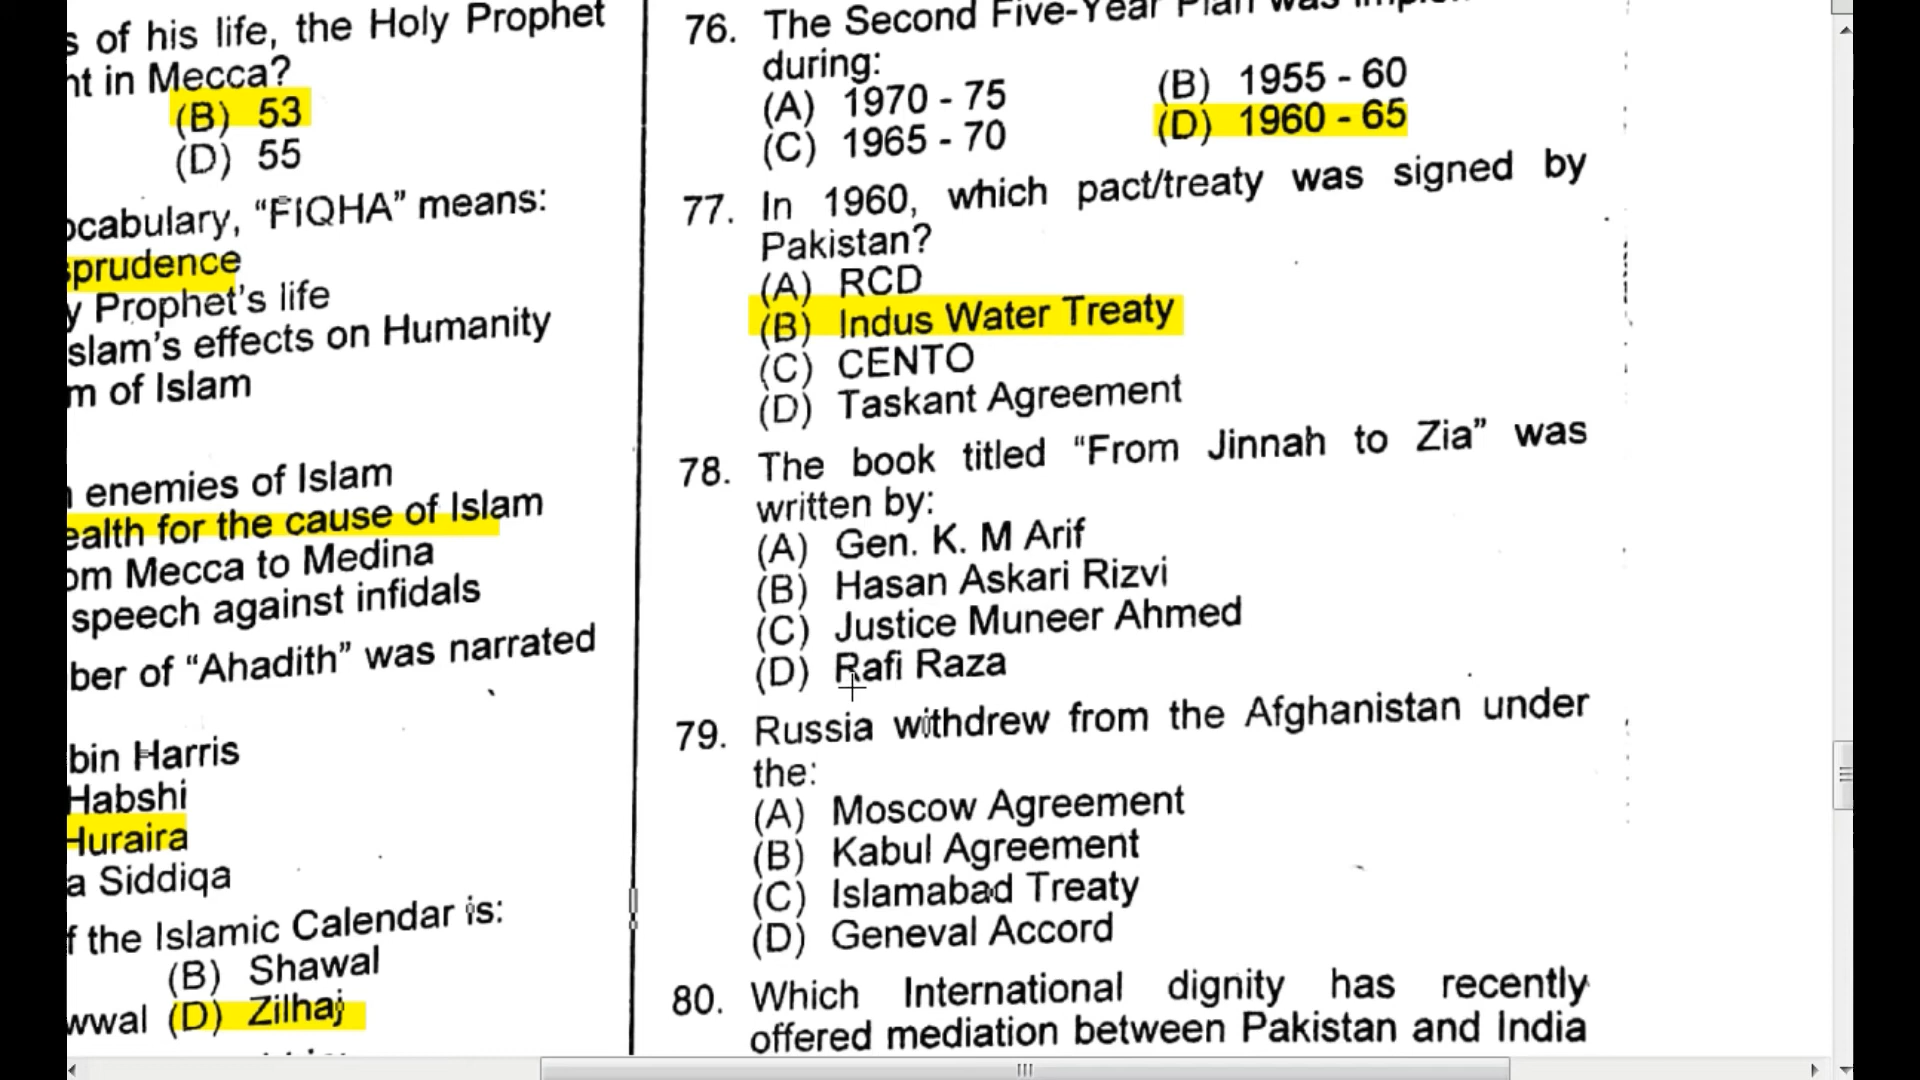 s of his life, the Holy Prophet
nt in Mecca?
(B) 53
(D) 55
ocabulary, “FIQHA” means:
sprudence
y Prophet's life
slam's effects on Humanity
m of Islam
enemies of Islam
ealth for the cause of Islam
om Mecca to Medina
speech against infidals
ber of “Ahadith” was narrated
bin Harris
Habshi
Huraira
a Siddiqa
f the Islamic Calendar is:
(B) Shawal
wwal (D) Zilhaj
76. The Second Five-Year Plan was
during:
(A) 1970 - 75 (B) 1955 - 60
(C) 1965 - 70 (D) 1960 - 65
77. In 1960, which pact/treaty was signed by
Pakistan?
(A) RCD
(B) Indus Water Treaty
(C) CENTO
(D) Taskant Agreement
78. The book titled “From Jinnah to Zia” was
written by:
(A) Gen. K. M Arif
(B) Hasan Askari Rizvi
(C) Justice Muneer Ahmed
(D) Rafi Raza
79. Russia withdrew from the Afghanistan under
the:
(A) Moscow Agreement
(B) Kabul Agreement
(C) Islamabad Treaty
(D) Geneval Accord
80. Which International dignity has recently
offered mediation between Pakistan and India